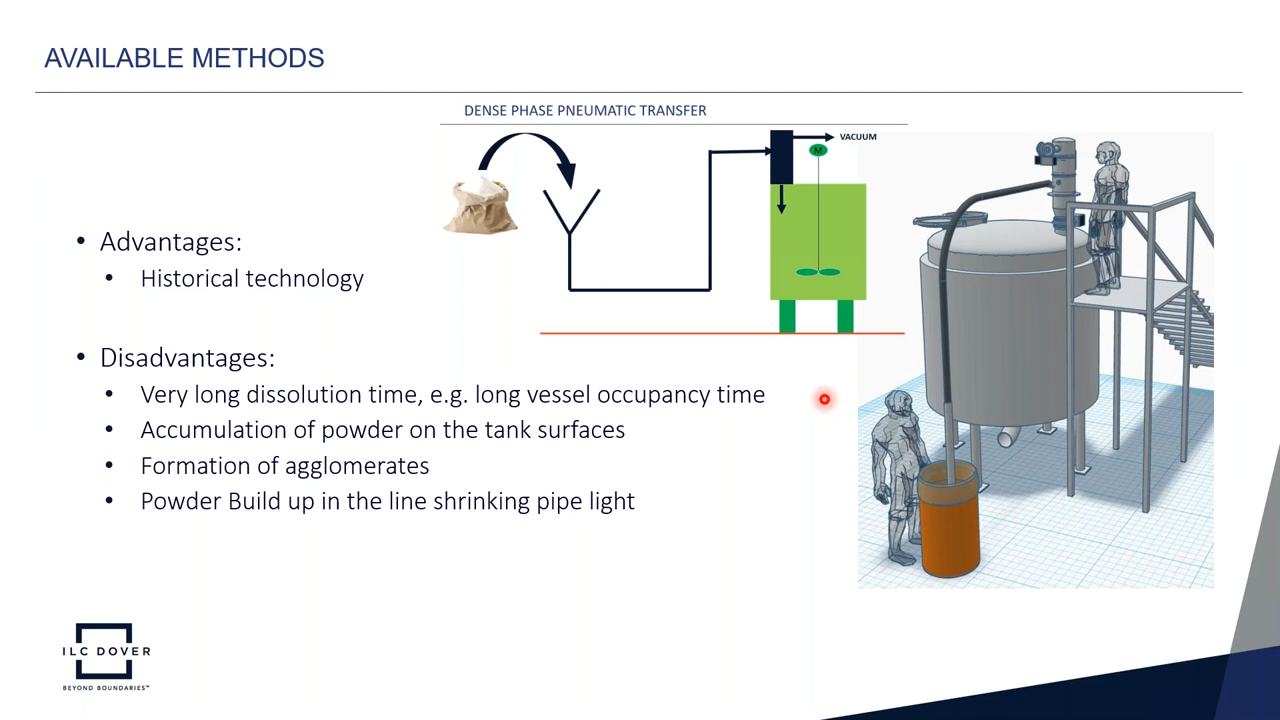 AVAILABLE METHODS
DENSE PHASE PNEUMATIC TRANSFER
VACUUM
M
• Advantages:
• Historical technology
• Disadvantages:
• Very long dissolution time, e.g. long vessel occupancy time
• Accumulation of powder on the tank surfaces
• Formation of agglomerates
• Powder Build up in the line shrinking pipe light
ILC DOVER
BEYOND BOUNDARIES™